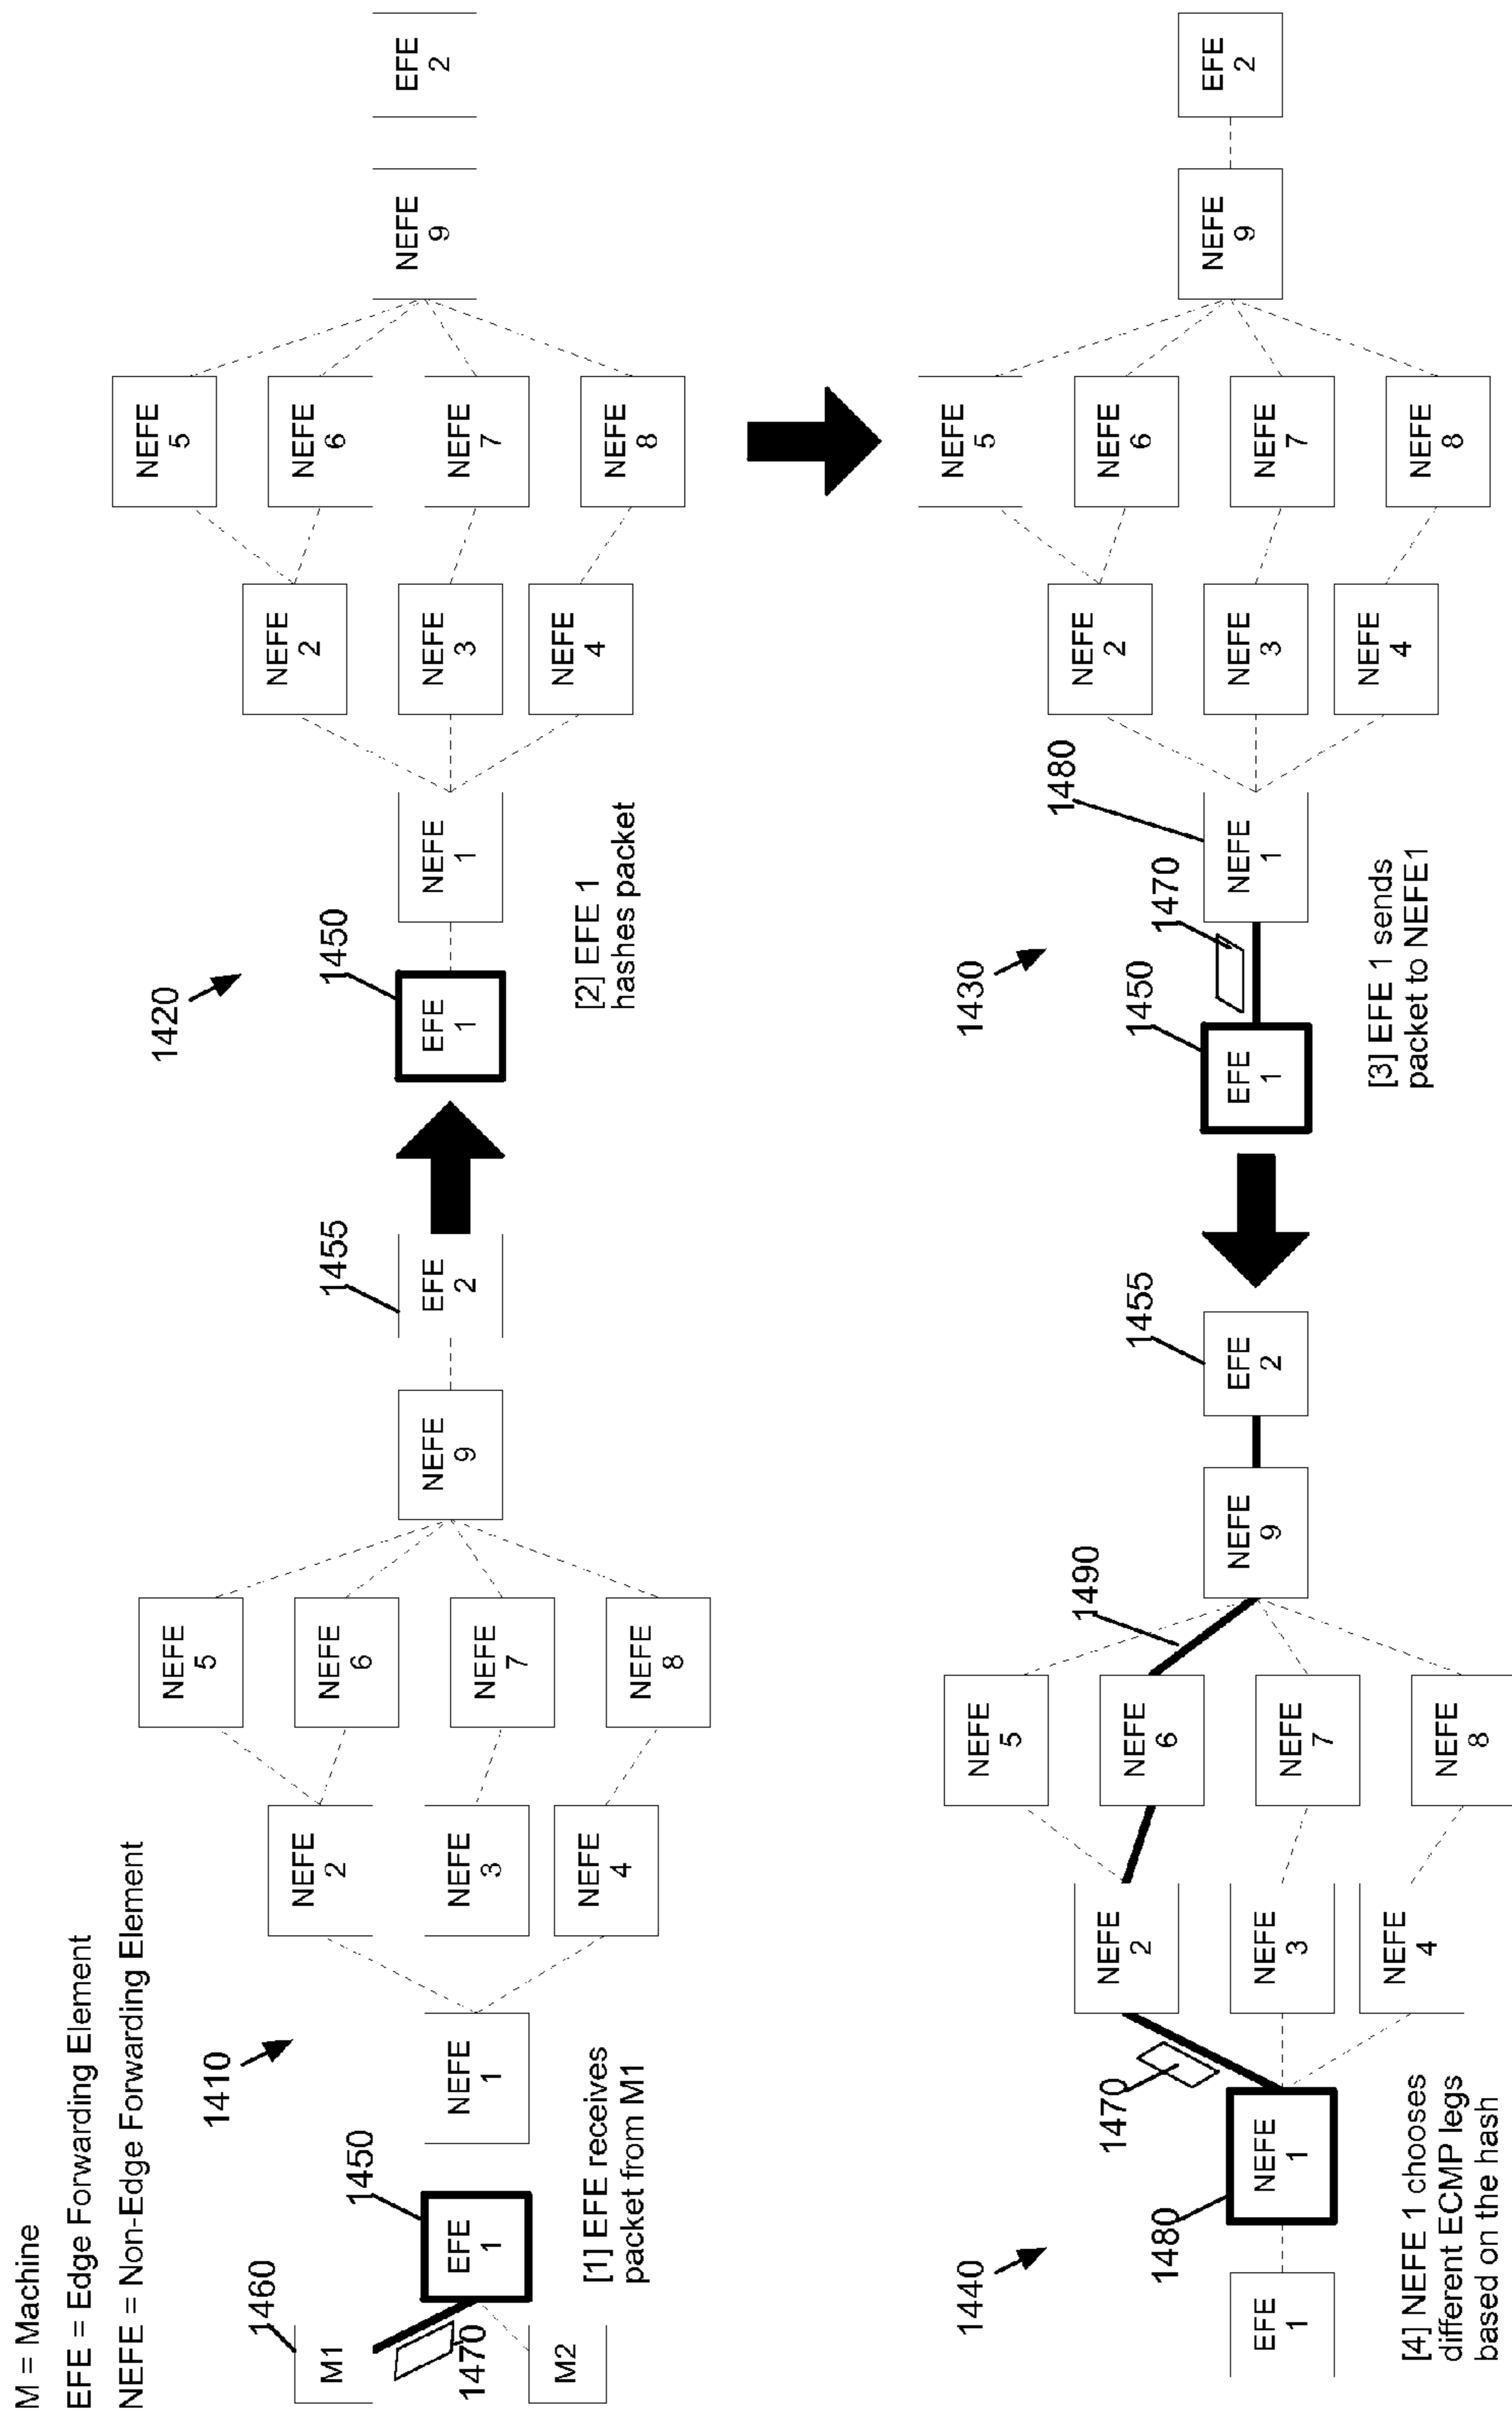 M = Machine
EFE = Edge Forwarding Element
NEFE = Non-Edge Forwarding Element
1410
1460
M1
1470
M2
1450
EFE
1
[1] EFE receives
packet from M1
NEFE
1
NEFE
2
NEFE
3
NEFE
4
NEFE
5
NEFE
6
NEFE
7
NEFE
8
NEFE
9
1455
EFE
2
1420
1450
EFE
1
[2] EFE 1
hashes packet
NEFE
1
NEFE
2
NEFE
3
NEFE
4
NEFE
5
NEFE
6
NEFE
7
NEFE
8
NEFE
9
EFE
2
1440
EFE
1
1480
NEFE
1
1470
[4] NEFE 1 chooses
different ECMP legs
based on the hash
NEFE
2
NEFE
3
NEFE
4
NEFE
5
NEFE
6
NEFE
7
NEFE
8
1490
NEFE
9
1455
EFE
2
1430
1450
EFE
1
1470
[3] EFE 1 sends
packet to NEFE1
1480
NEFE
1
NEFE
2
NEFE
3
NEFE
4
NEFE
5
NEFE
6
NEFE
7
NEFE
8
NEFE
9
EFE
2